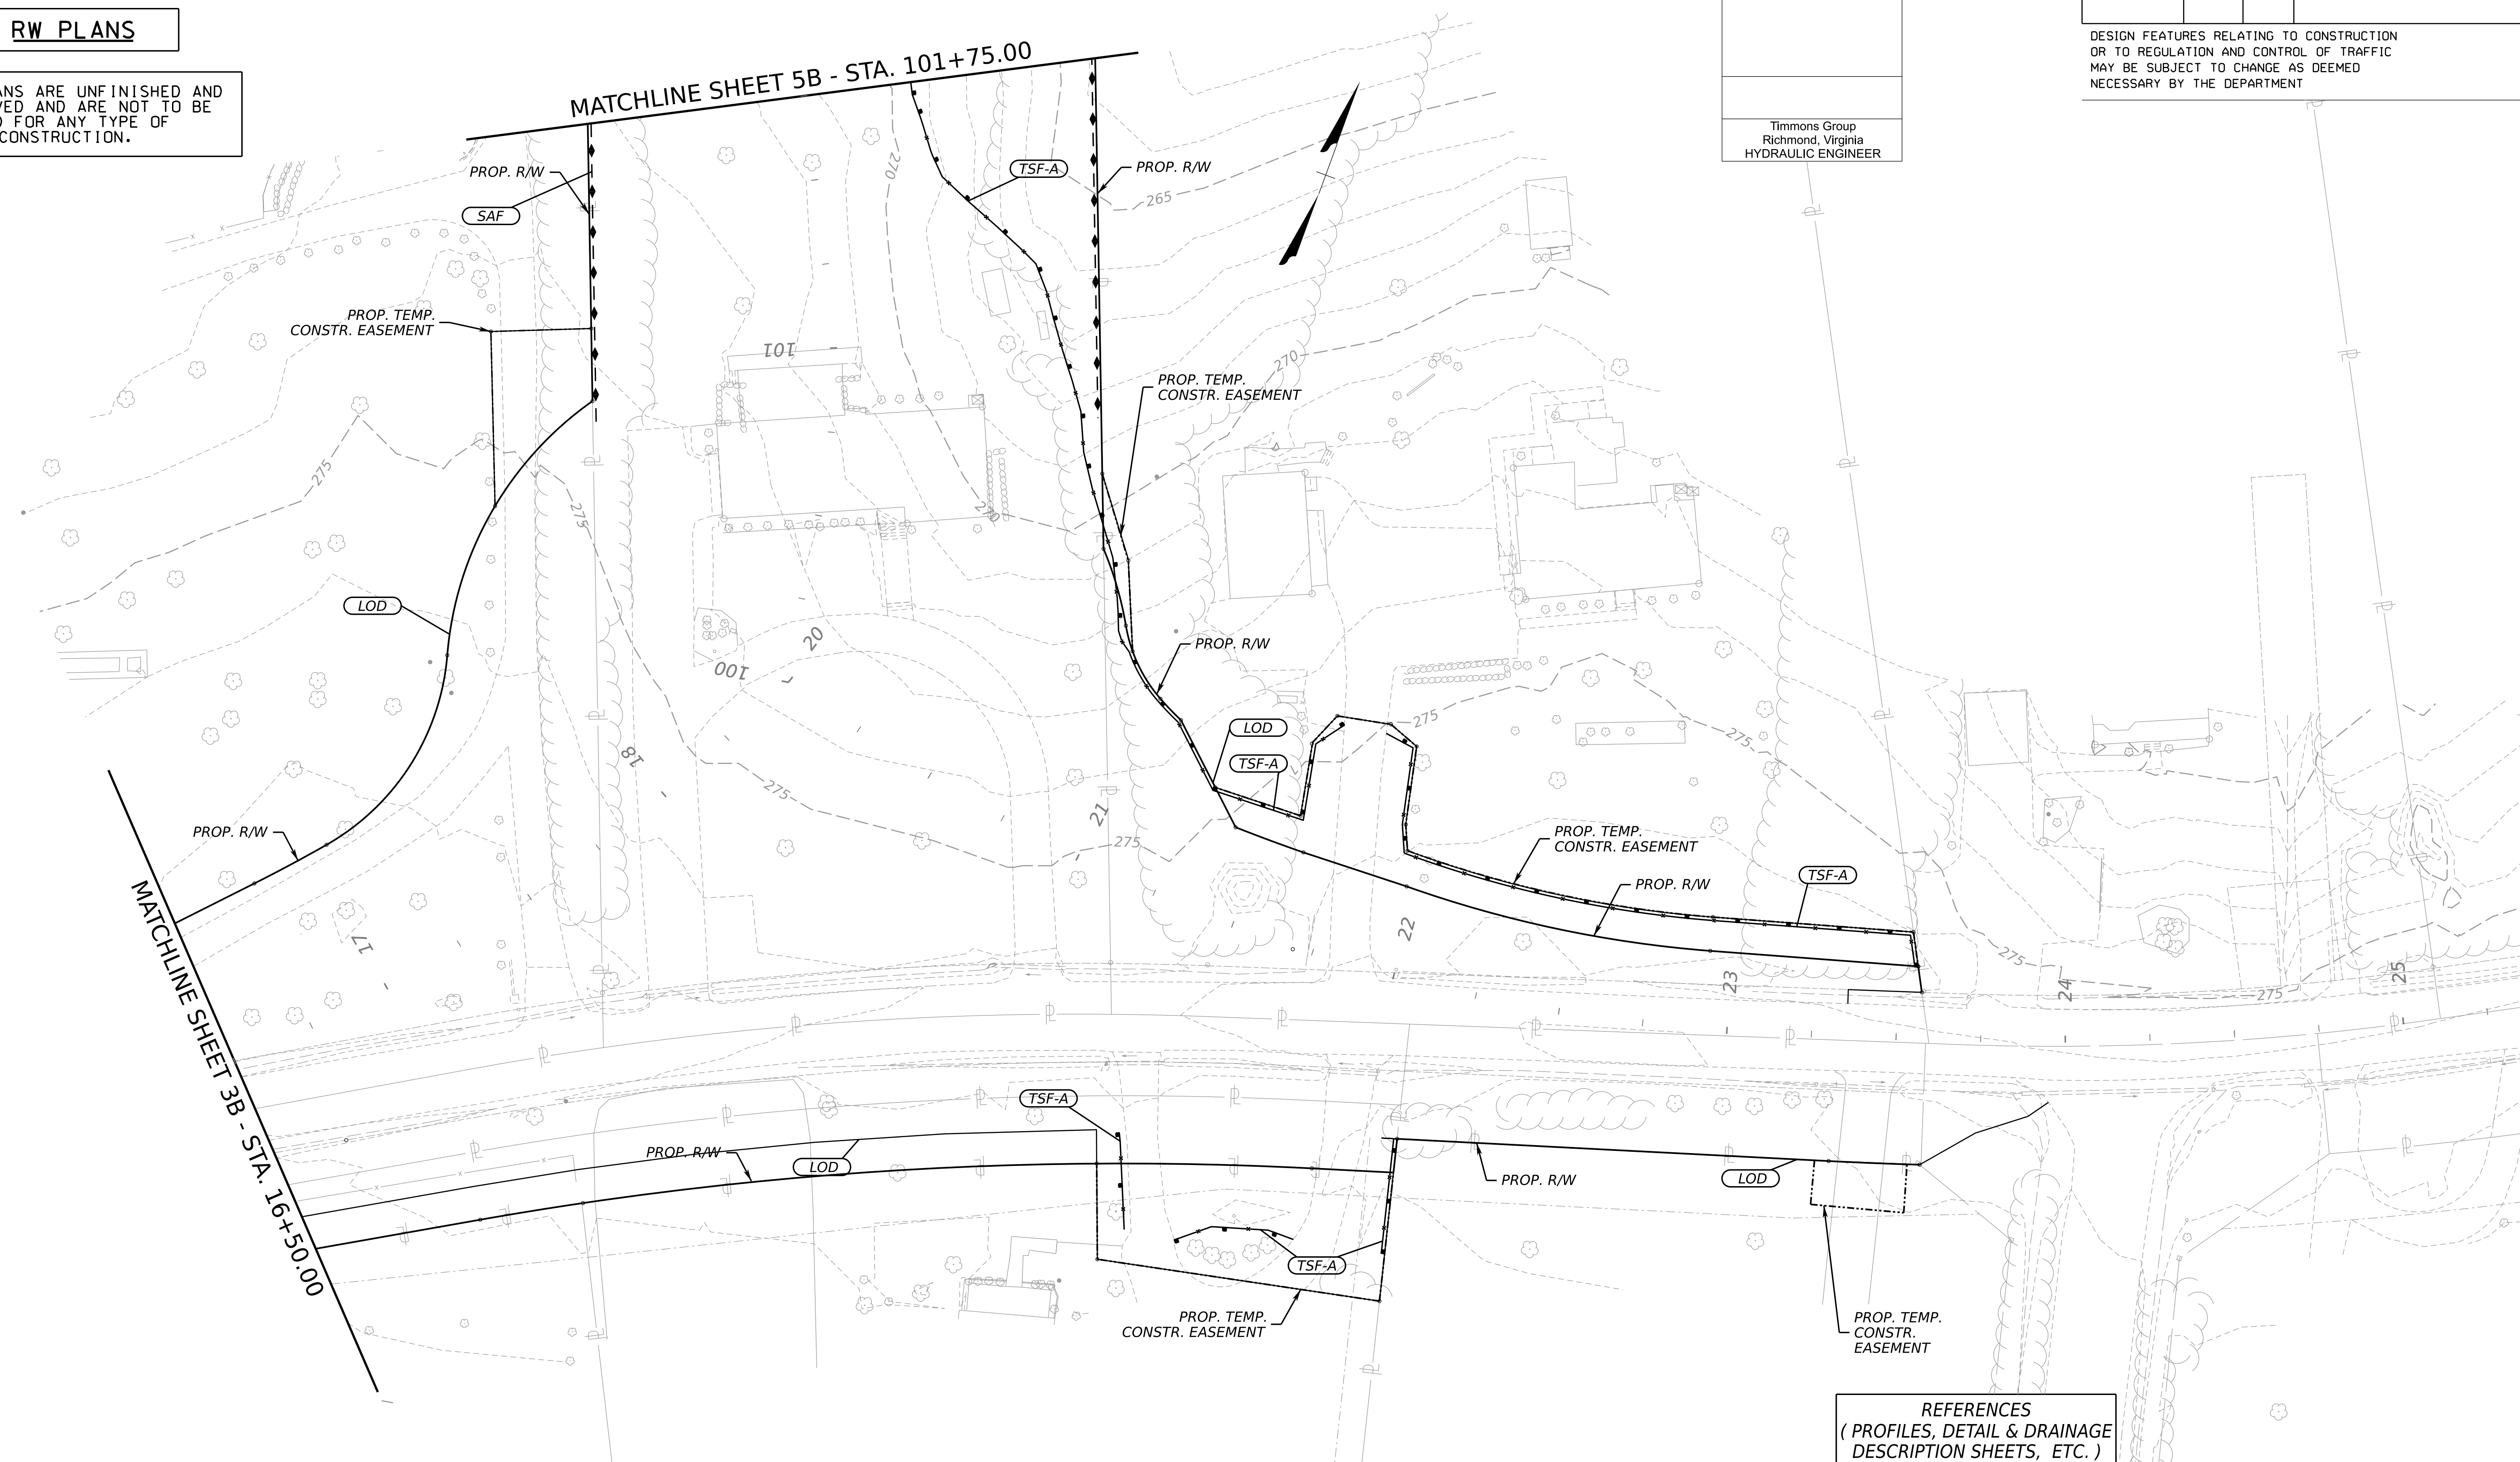 RW PLANS
ANS ARE UNFINISHED AND
VED AND ARE NOT TO BE
D FOR ANY TYPE OF
CONSTRUCTION.
MATCHLINE SHEET 5B - STA. 101+75.00
Timmons Group
Richmond, Virginia
HYDRAULIC ENGINEER
DESIGN FEATURES RELATING TO CONSTRUCTION
OR TO REGULATION AND CONTROL OF TRAFFIC
MAY BE SUBJECT TO CHANGE AS DEEMED
NECESSARY BY THE DEPARTMENT
PROP. R/W
SAF
270
TSF-A
PROP. R/W
265
PROP. TEMP.
CONSTR. EASEMENT
101
270
PROP. TEMP.
CONSTR. EASEMENT
275
275
270
LOD
20
100
PROP. R/W
18
275
LOD
275
275
TSF-A
21
275
PROP. R/W
PROP. TEMP.
CONSTR. EASEMENT
PROP. R/W
TSF-A
17
22
23
275
24
275
25
MATCHLINE SHEET 3B - STA. 16+50.00
TSF-A
PROP. R/W
LOD
PROP. R/W
LOD
TSF-A
PROP. TEMP.
CONSTR. EASEMENT
PROP. TEMP.
CONSTR.
EASEMENT
REFERENCES
( PROFILES, DETAIL & DRAINAGE
DESCRIPTION SHEETS, ETC. )